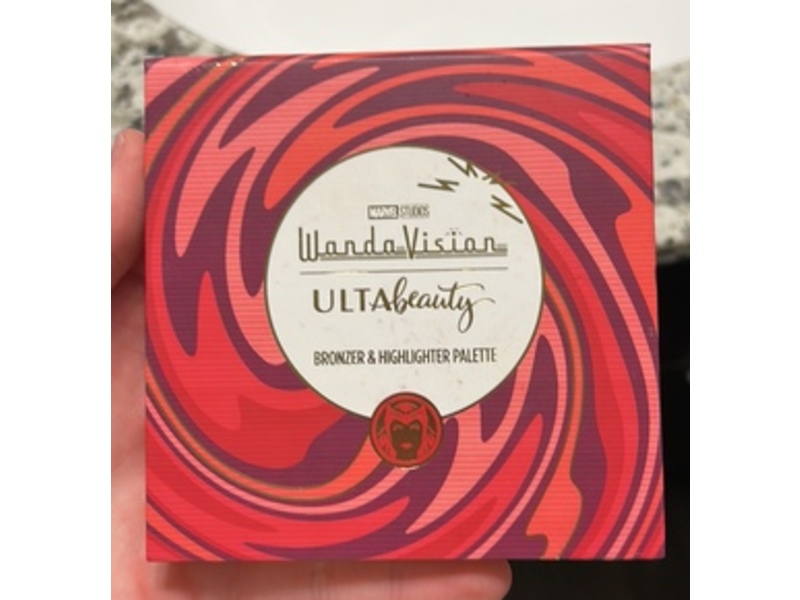 MARVEL STUDIOS
WandaVision
ULTAbeauty
BRONZER & HIGHLIGHTER PALETTE